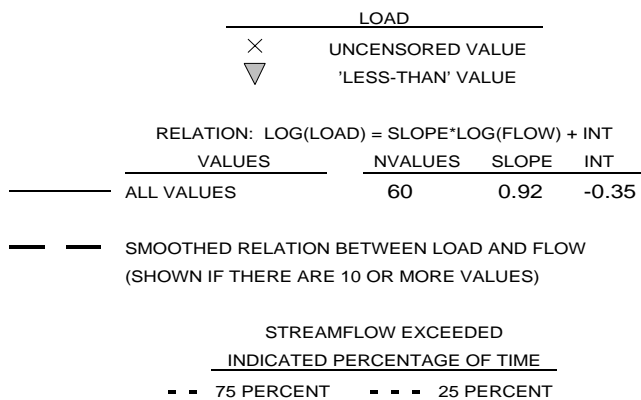 LOAD
UNCENSORED VALUE
'LESS-THAN' VALUE
RELATION: LOG(LOAD) = SLOPE*LOG(FLOW) + INT
VALUES NVALUES SLOPE INT
ALL VALUES 60 0.92 -0.35
SMOOTHED RELATION BETWEEN LOAD AND FLOW
(SHOWN IF THERE ARE 10 OR MORE VALUES)
STREAMFLOW EXCEEDED
INDICATED PERCENTAGE OF TIME
75 PERCENT 25 PERCENT